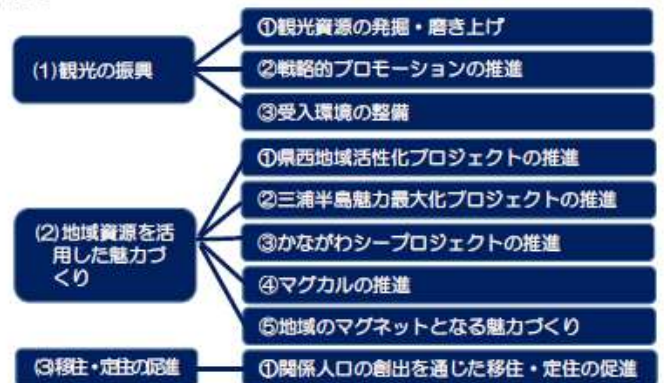 (1)観光の振興
①観光資源の発掘・磨き上げ
②戦略的プロモーションの推進
③受入環境の整備
(2)地域資源を活
用した魅力づ
くり
①県西地域活性化プロジェクトの推進
②三浦半島魅力最大化プロジェクトの推進
③かながわシープロジェクトの推進
④マグカルの推進
⑤地域のマグネットとなる魅力づくり
(3)移住・定住の促進
①関係人口の創出を通じた移住・定住の促進